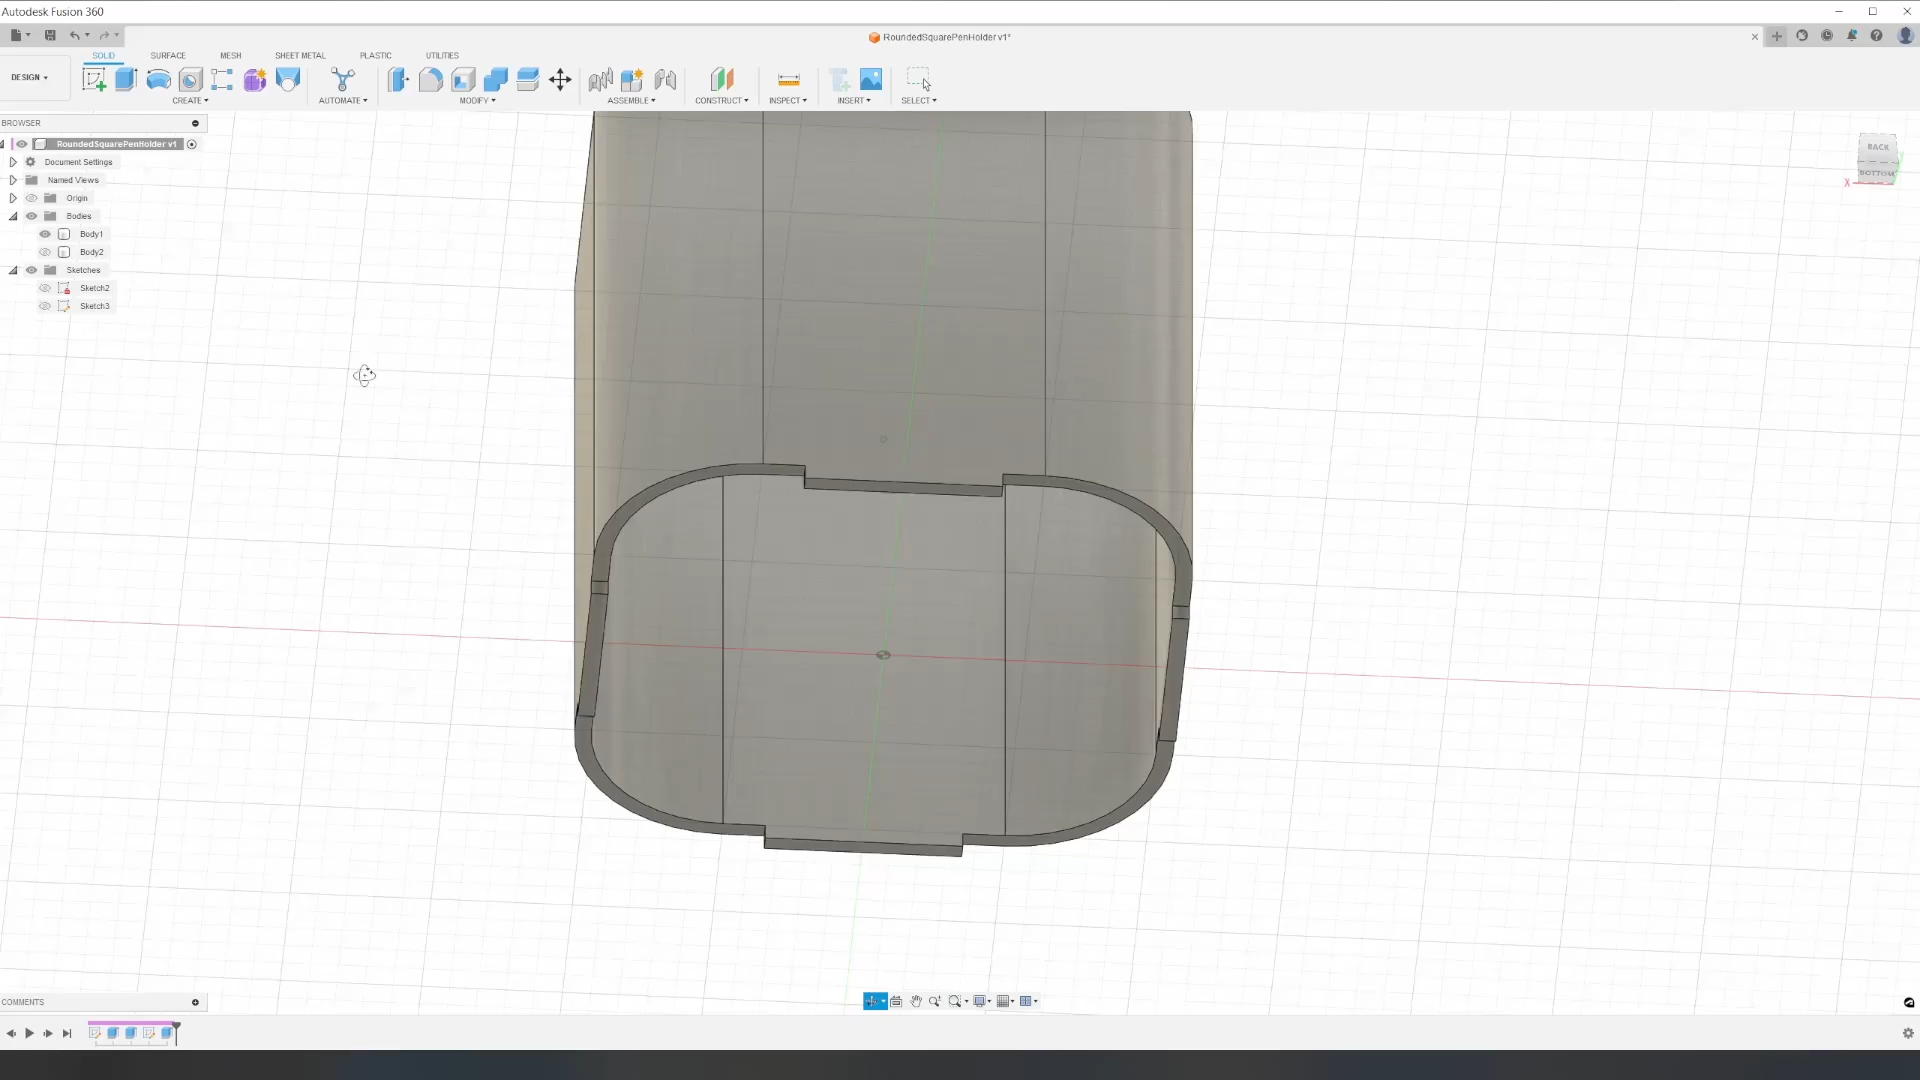 Autodesk Fusion 360
RoundedSquarePenHolder v1*
SOLID SURFACE MESH SHEET METAL PLASTIC UTILITIES
DESIGN
CREATE AUTOMATE MODIFY ASSEMBLE CONSTRUCT INSPECT INSERT SELECT
BROWSER
RoundedSquarePenHolder v1
Document Settings
Named Views
Origin
Bodies
Body1
Body2
Sketches
Sketch2
Sketch3
BACK
BOTTOM
X
COMMENTS